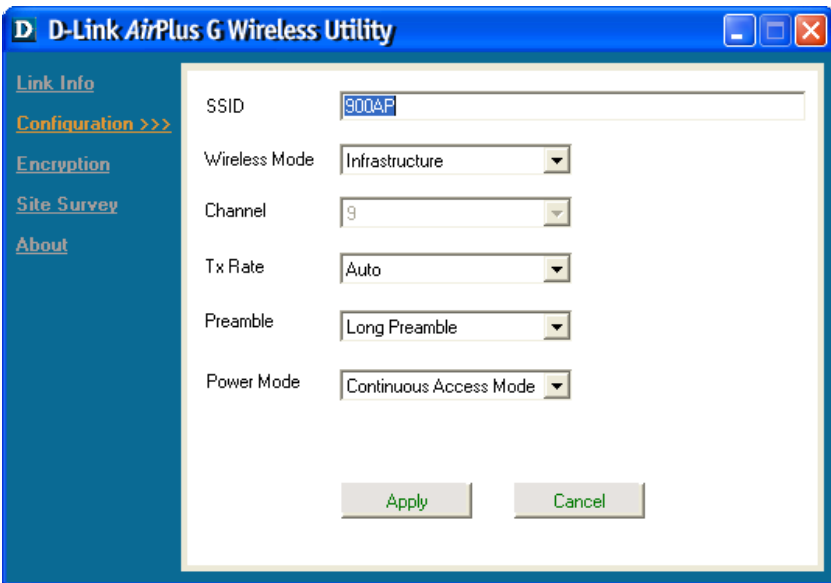 D D-Link AirPlus G Wireless Utility
Link Info
Configuration >>>
Encryption
Site Survey
About
SSID 900AP
Wireless Mode Infrastructure
Channel 9
Tx Rate Auto
Preamble Long Preamble
Power Mode Continuous Access Mode
Apply Cancel